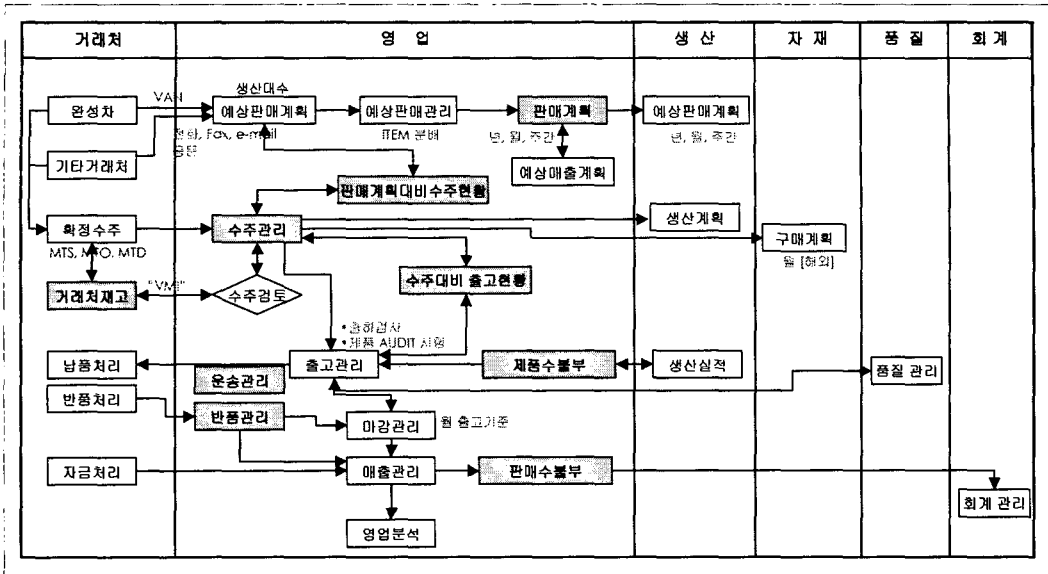 거래처
영 업
생 산
자 재
품 질
회 계
생산대수
VAN
완성차
예상판매계획
예상판매관리
판매계획
예상판매계획
전화, Fax, e-mail
공문
ITEM 분배
년, 월, 주간
년, 월, 주간
기타거래처
예상매출계획
판매계획대비수주현황
확정수주
수주관리
생산계획
구매계획
MTS, MTO, MTD
월 [해외]
거래처재고
"VMI"
수주검토
수주대비 출고현황
• 출하검사
• 제품 AUDIT 시험
납품처리
운송관리
출고관리
제품수불부
생산실적
품질 관리
반품처리
반품관리
마감관리
월 출고기준
자금처리
매출관리
판매수불부
회계 관리
영업분석